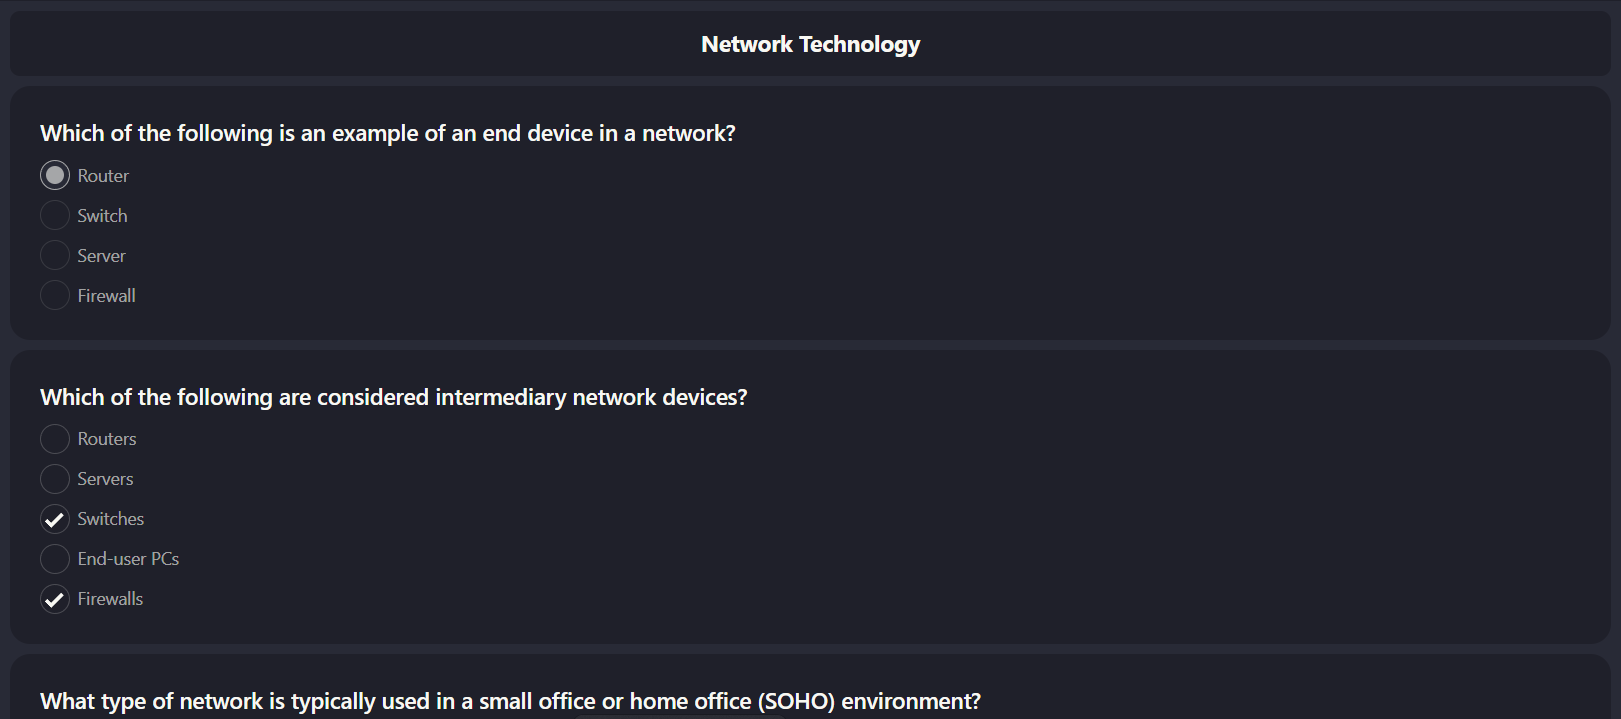 Network Technology
Which of the following is an example of an end device in a network?
Router
Switch
Server
Firewall
Which of the following are considered intermediary network devices?
Routers
Servers
Switches
End-user PCs
Firewalls
What type of network is typically used in a small office or home office (SOHO) environment?